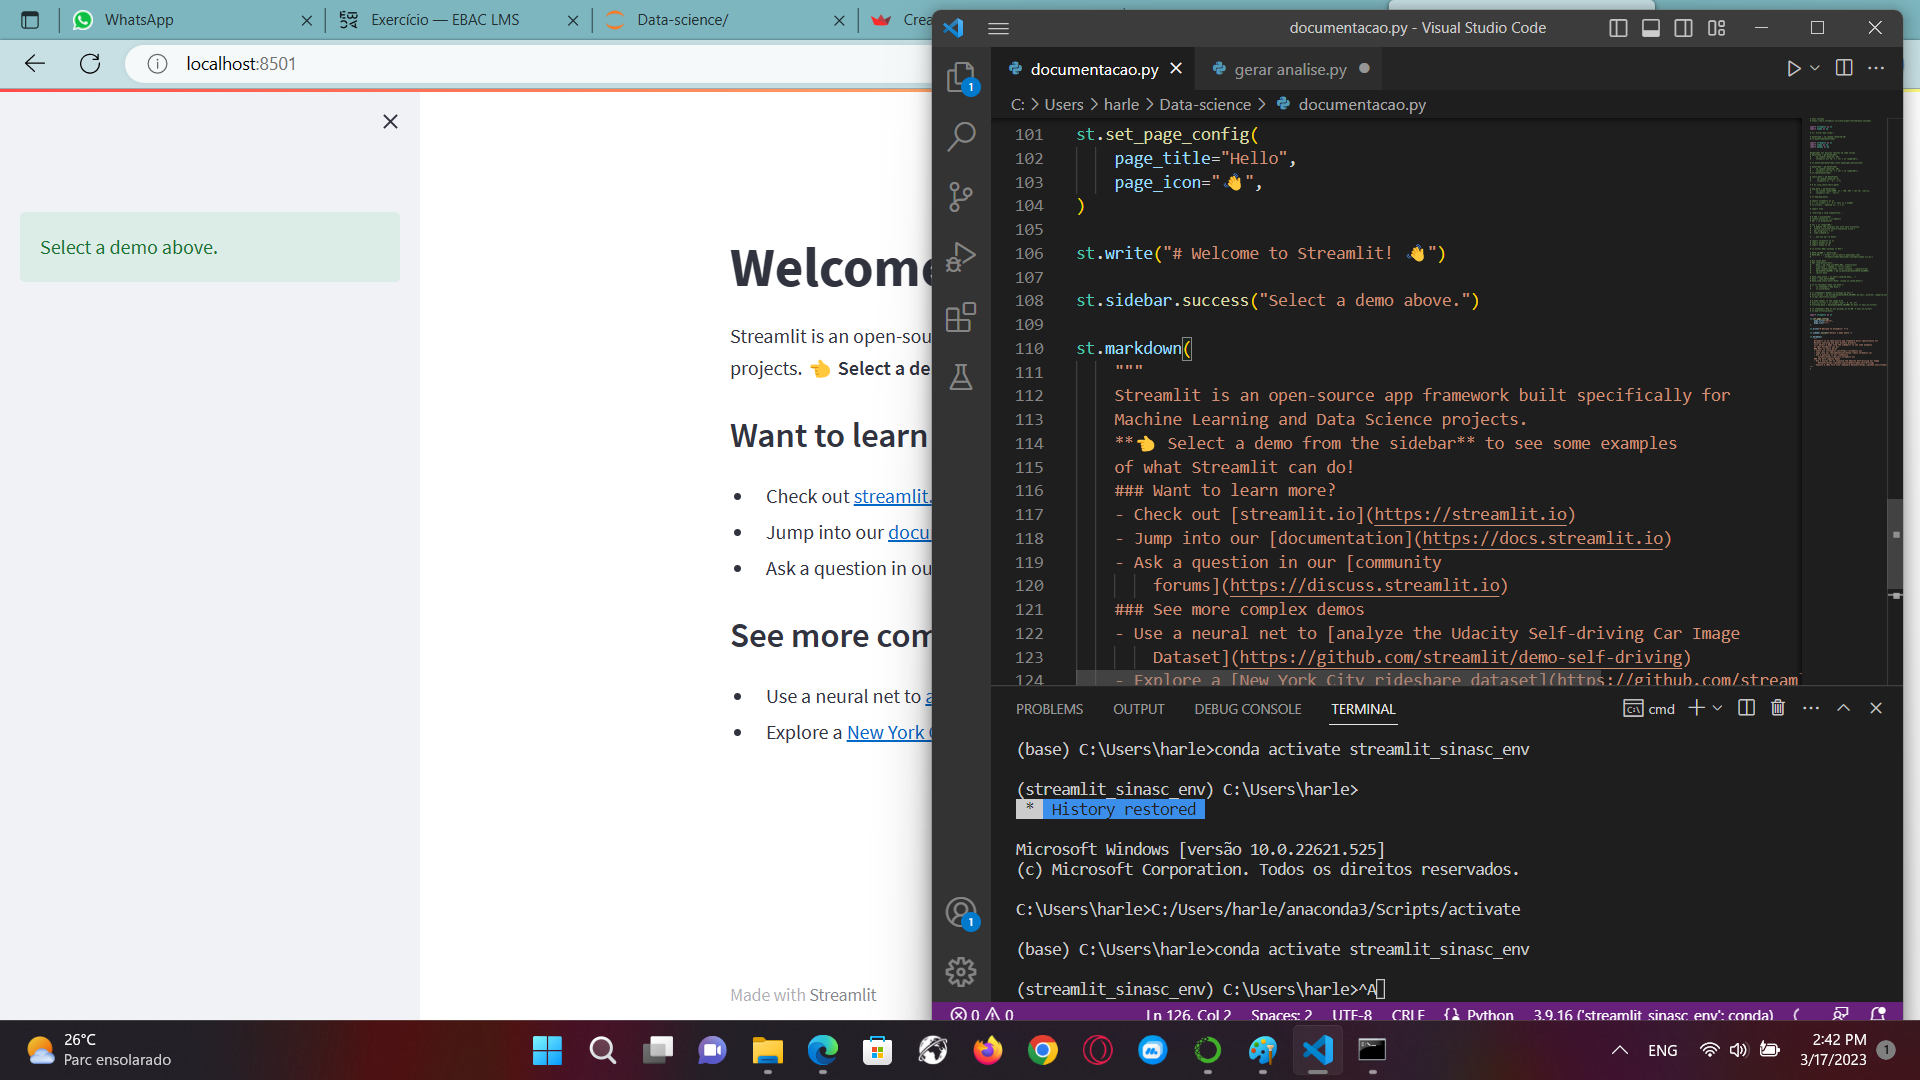 WhatsApp
Exercício — EBAC LMS
Data-science/
Crea
localhost:8501
Select a demo above.
Welcome
Streamlit is an open-sou
projects. 👈 Select a de
Want to learn
• Check out streamlit.
• Jump into our docu
• Ask a question in ou
See more com
• Use a neural net to a
• Explore a New York
Made with Streamlit
documentacao.py - Visual Studio Code
documentacao.py
gerar analise.py
C: > Users > harle > Data-science > documentacao.py
101 st.set_page_config(
102 page_title="Hello",
103 page_icon="👋",
104 )
105
106 st.write("# Welcome to Streamlit! 👋")
107
108 st.sidebar.success("Select a demo above.")
109
110 st.markdown(
111 """
112 Streamlit is an open-source app framework built specifically for
113 Machine Learning and Data Science projects.
114 **👈 Select a demo from the sidebar** to see some examples
115 of what Streamlit can do!
116 ### Want to learn more?
117 - Check out [streamlit.io](https://streamlit.io)
118 - Jump into our [documentation](https://docs.streamlit.io)
119 - Ask a question in our [community
120 forums](https://discuss.streamlit.io)
121 ### See more complex demos
122 - Use a neural net to [analyze the Udacity Self-driving Car Image
123 Dataset](https://github.com/streamlit/demo-self-driving)
124 - Explore a [New York City rideshare dataset](https://github.com/stream
PROBLEMS OUTPUT DEBUG CONSOLE TERMINAL
cmd
(base) C:\Users\harle>conda activate streamlit_sinasc_env
(streamlit_sinasc_env) C:\Users\harle>
* History restored
Microsoft Windows [versão 10.0.22621.525]
(c) Microsoft Corporation. Todos os direitos reservados.
C:\Users\harle>C:/Users/harle/anaconda3/Scripts/activate
(base) C:\Users\harle>conda activate streamlit_sinasc_env
(streamlit_sinasc_env) C:\Users\harle>^A
0 0 Ln 126, Col 2 Spaces: 2 UTF-8 CRLF Python 3.9.16 ('streamlit_sinasc_env': conda)
26°C
Parc ensolarado
ENG
2:42 PM
3/17/2023
1